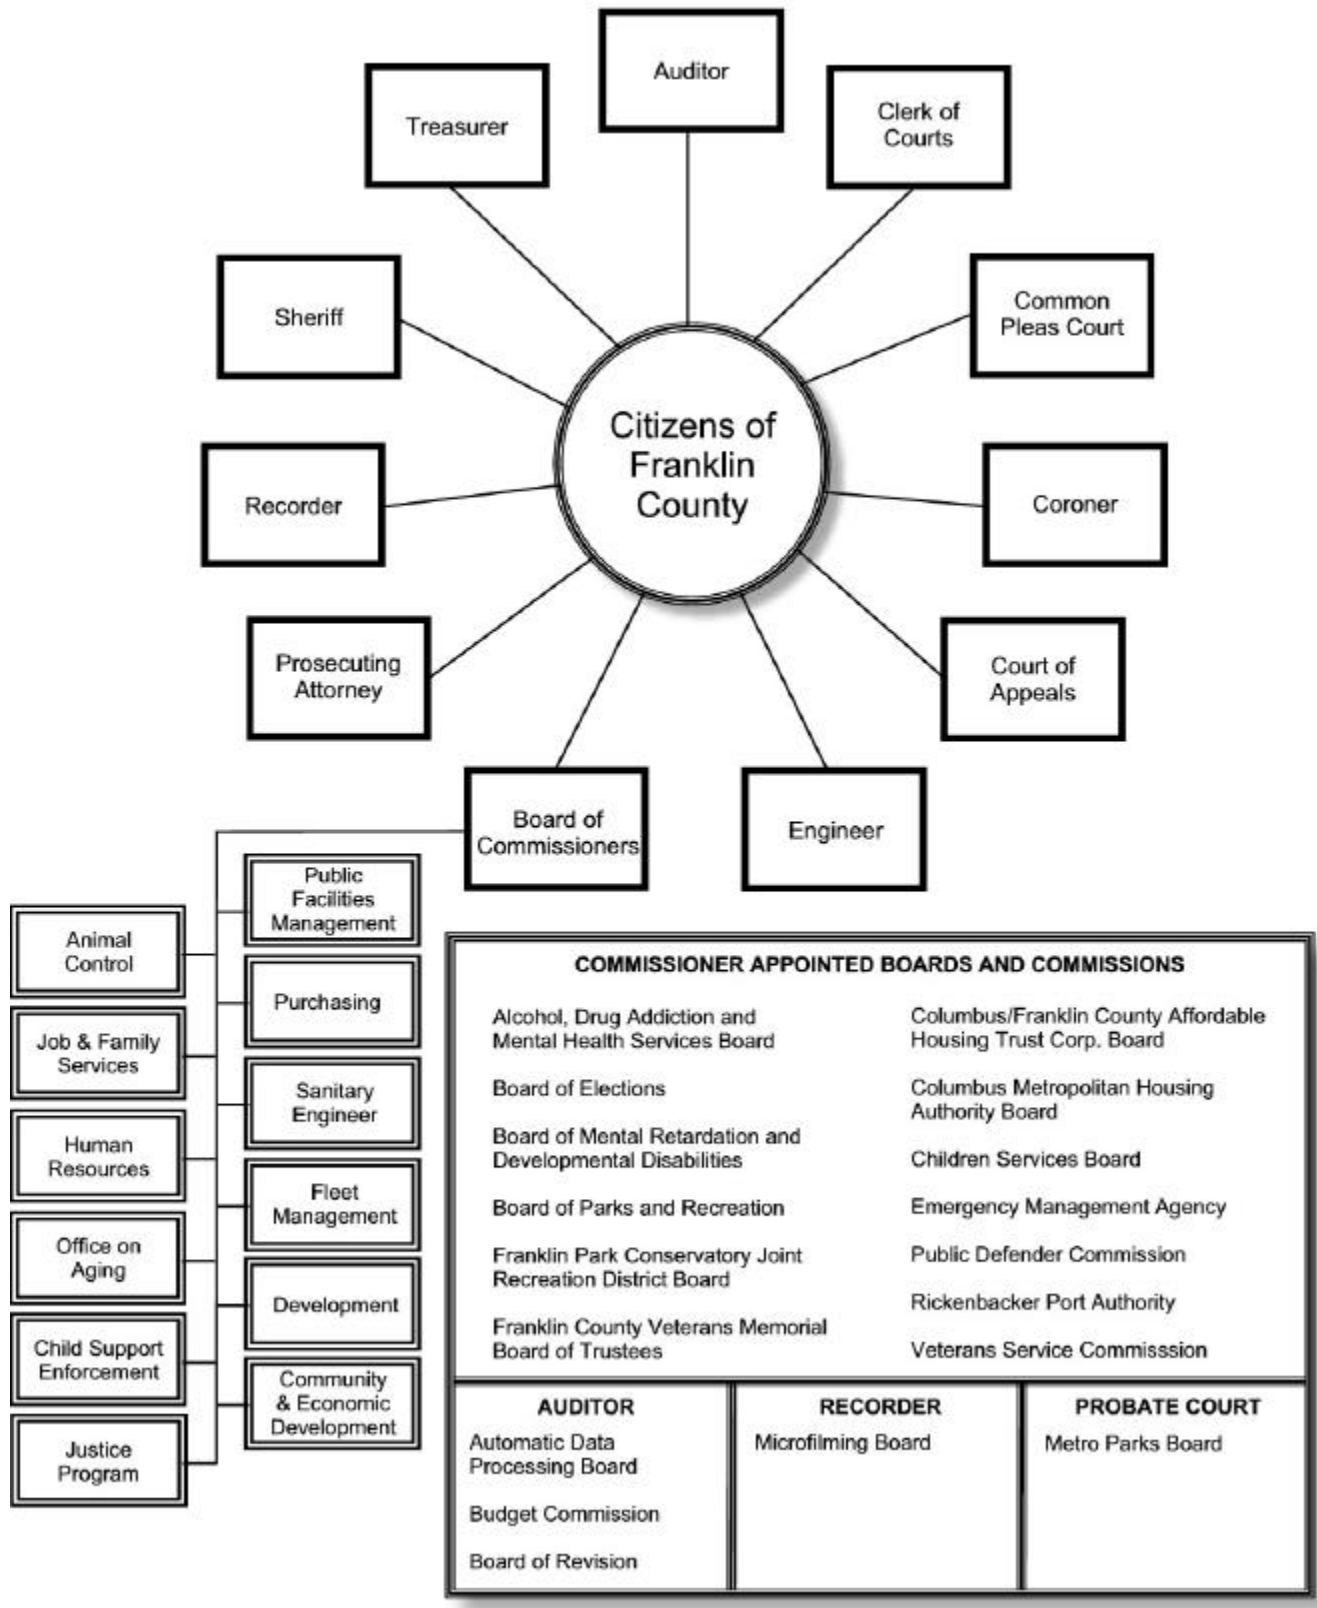 Auditor
Treasurer
Clerk of
Courts
Sheriff
Common
Pleas Court
Citizens of
Franklin
County
Recorder
Coroner
Prosecuting
Attorney
Court of
Appeals
Board of
Commissioners
Engineer
Public
Facilities
Management
Animal
Control
Purchasing
Job & Family
Services
Sanitary
Engineer
Human
Resources
Fleet
Management
Office on
Aging
Development
Child Support
Enforcement
Community
& Economic
Development
Justice
Program
COMMISSIONER APPOINTED BOARDS AND COMMISSIONS
Alcohol, Drug Addiction and
Mental Health Services Board
Board of Elections
Board of Mental Retardation and
Developmental Disabilities
Board of Parks and Recreation
Franklin Park Conservatory Joint
Recreation District Board
Franklin County Veterans Memorial
Board of Trustees
Columbus/Franklin County Affordable
Housing Trust Corp. Board
Columbus Metropolitan Housing
Authority Board
Children Services Board
Emergency Management Agency
Public Defender Commission
Rickenbacker Port Authority
Veterans Service Commisssion
AUDITOR
Automatic Data
Processing Board
Budget Commission
Board of Revision
RECORDER
Microfilming Board
PROBATE COURT
Metro Parks Board